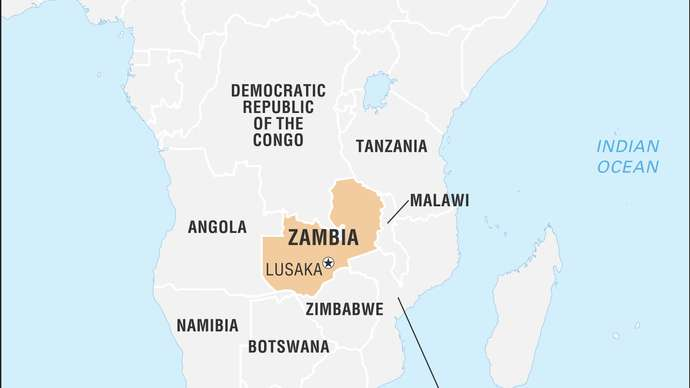 DEMOCRATIC
REPUBLIC
OF THE
CONGO
TANZANIA
INDIAN
OCEAN
MALAWI
ANGOLA
ZAMBIA
LUSAKA
ZIMBABWE
NAMIBIA
BOTSWANA